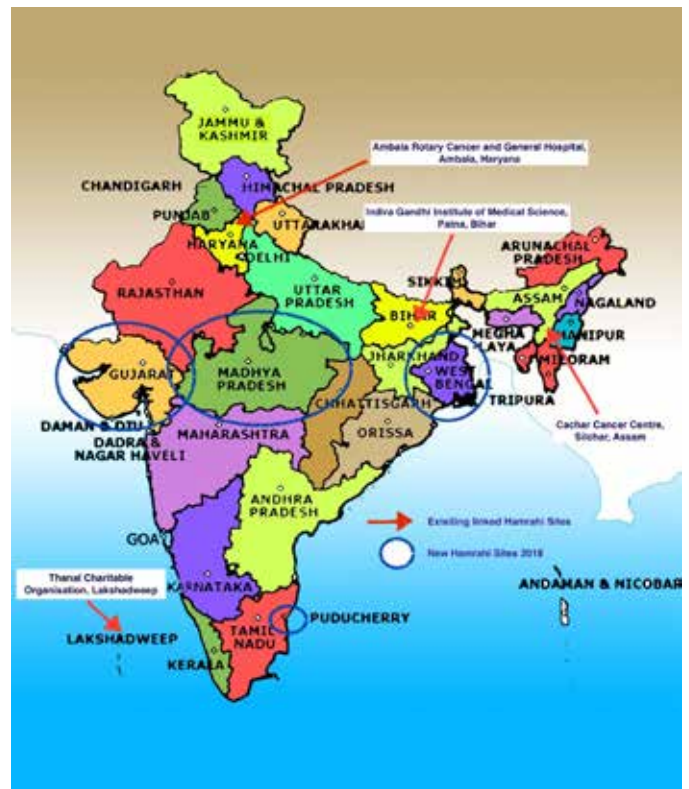 JAMMU &
KASHMIR
Ambala Rotary Cancer and General Hospital,
Ambala, Haryana
CHANDIGARH
HIMACHAL PRADESH
PUNJAB
UTTARAKHA
Indira Gandhi Institute of Medical Science,
Patna, Bihar
HARYANA
DELHI
ARUNACHAL
PRADESH
RAJASTHAN
UTTAR
PRADESH
SIKKIM
ASSAM
NAGALAND
BIHAR
MEGHA
LAYA
MANIPUR
GUJARAT
MADHYA
PRADESH
JHARKHAND
WEST
BENGAL
MILORAM
TRIPURA
CHHATTISGARH
DAMAN & DIU
DADRA &
NAGAR HAVELI
MAHARASHTRA
ORISSA
Cachar Cancer Centre,
Silchar, Assam
ANDHRA
PRADESH
Existing linked Hamrahi Sites
GOA
New Hamrahi Sites 2018
Thanal Charitable
Organisation, Lakshadweep
KARNATAKA
ANDAMAN & NICOBAR
LAKSHADWEEP
TAMIL
NADU
PUDUCHERRY
KERALA